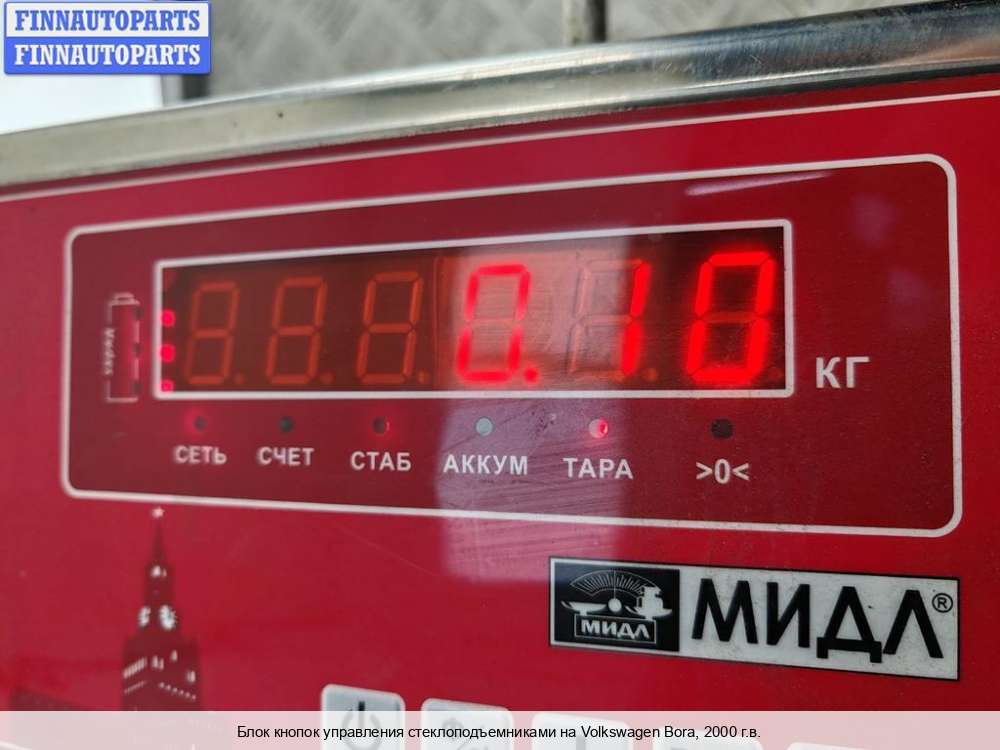 FINNAUTOPARTS
FINNAUTOPARTS
0.10
КГ
СЕТЬ СЧЕТ СТАБ АККУМ ТАРА >0<
МИДЛ МИДЛ®
Блок кнопок управления стеклоподъемниками на Volkswagen Bora, 2000 г.в.